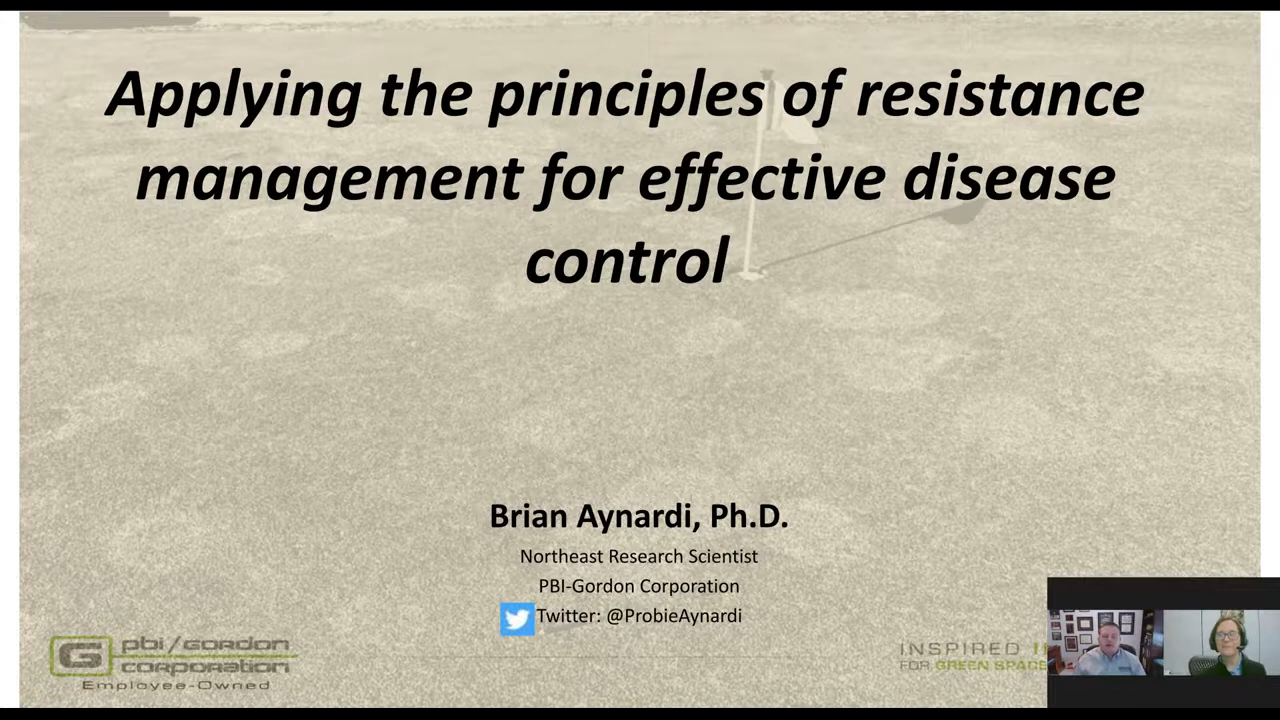 Applying the principles of resistance
management for effective disease
control
Brian Aynardi, Ph.D.
Northeast Research Scientist
PBI-Gordon Corporation
Twitter: @ProbieAynardi
G pbi/GORDON
CORPORATION
Employee-Owned
INSPIRED
FOR GREEN SPACE